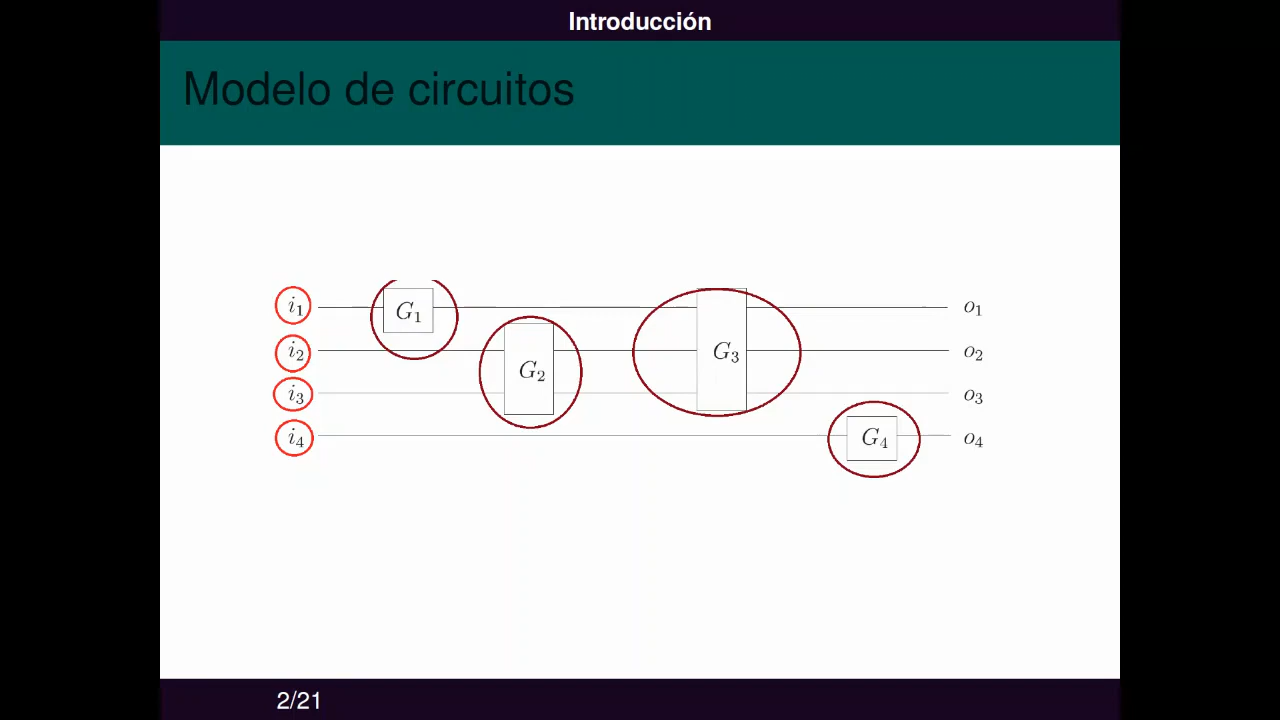 Introducción
Modelo de circuitos
i₁ G₁ o₁
i₂ G₂ G₃ o₂
i₃ o₃
i₄ G₄ o₄
2/21